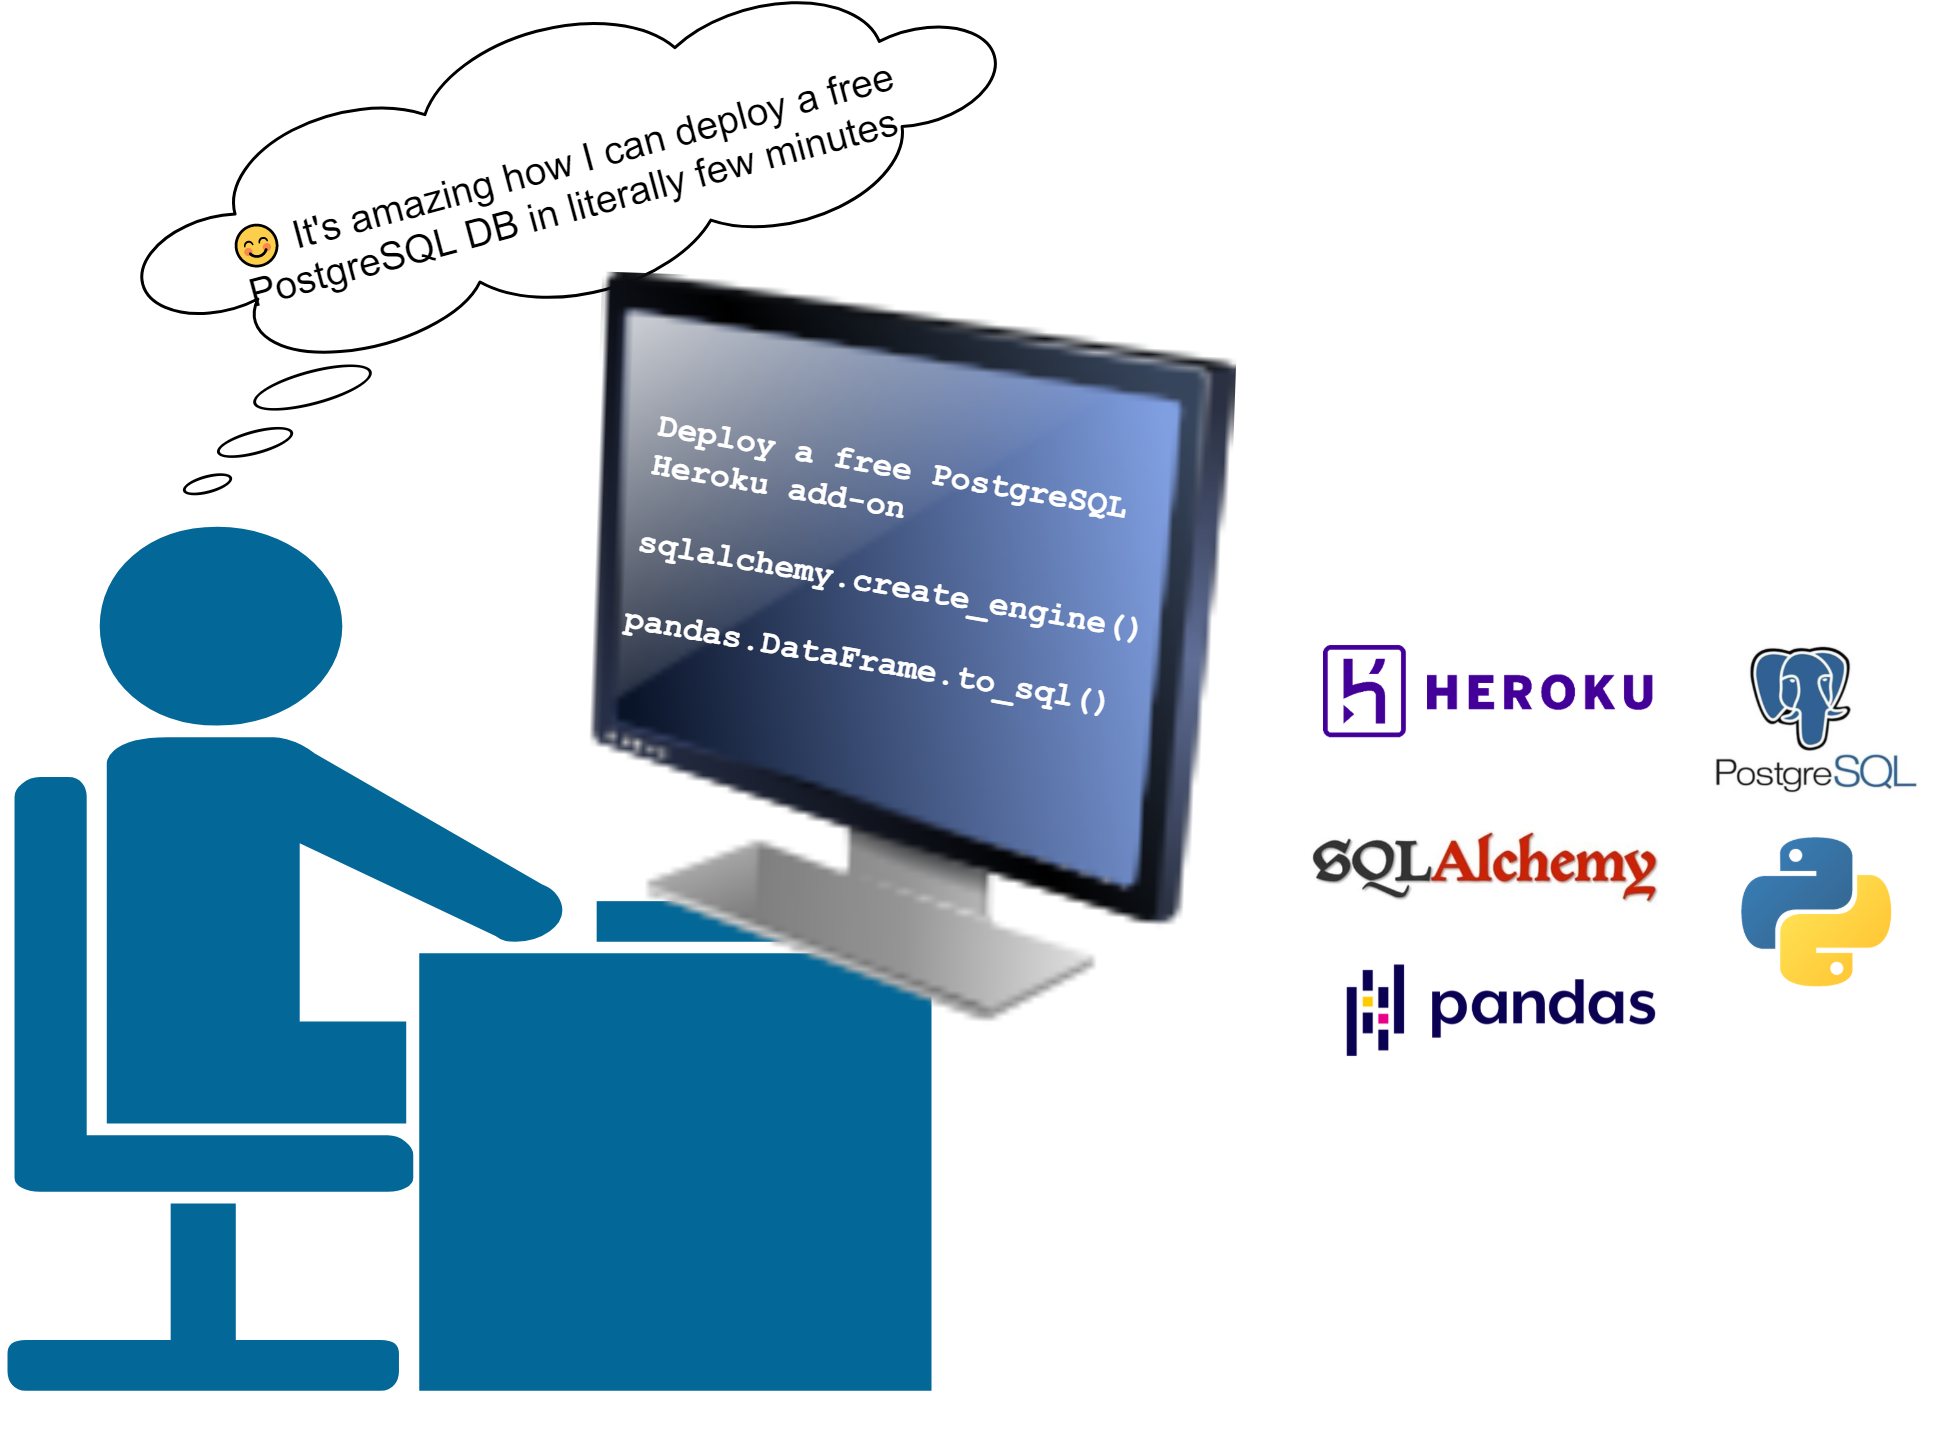 😊 It's amazing how I can deploy a free
PostgreSQL DB in literally few minutes
Deploy a free PostgreSQL
Heroku add-on
sqlalchemy.create_engine()
pandas.DataFrame.to_sql()
HEROKU
PostgreSQL
SQLAlchemy
pandas